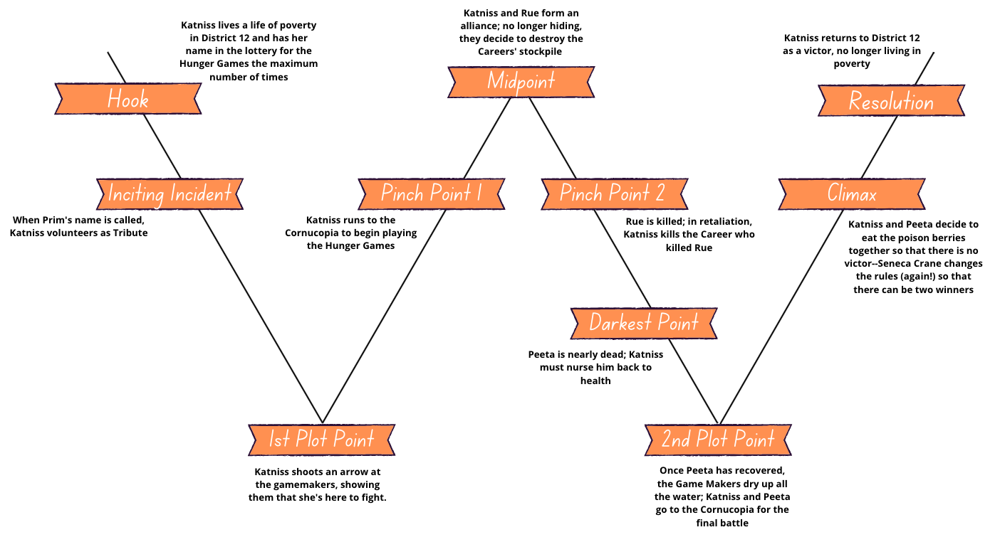 Katniss lives a life of poverty
in District 12 and has her
name in the lottery for the
Hunger Games the maximum
number of times
Hook
Inciting Incident
When Prim's name is called,
Katniss volunteers as Tribute
1st Plot Point
Katniss shoots an arrow at
the gamemakers, showing
them that she's here to fight.
Pinch Point 1
Katniss runs to the
Cornucopia to begin playing
the Hunger Games
Katniss and Rue form an
alliance; no longer hiding,
they decide to destroy the
Careers' stockpile
Midpoint
Pinch Point 2
Rue is killed; in retaliation,
Katniss kills the Career who
killed Rue
Darkest Point
Peeta is nearly dead; Katniss
must nurse him back to
health
2nd Plot Point
Once Peeta has recovered,
the Game Makers dry up all
the water; Katniss and Peeta
go to the Cornucopia for the
final battle
Climax
Katniss and Peeta decide to
eat the poison berries
together so that there is no
victor--Seneca Crane changes
the rules (again!) so that
there can be two winners
Katniss returns to District 12
as a victor, no longer living in
poverty
Resolution